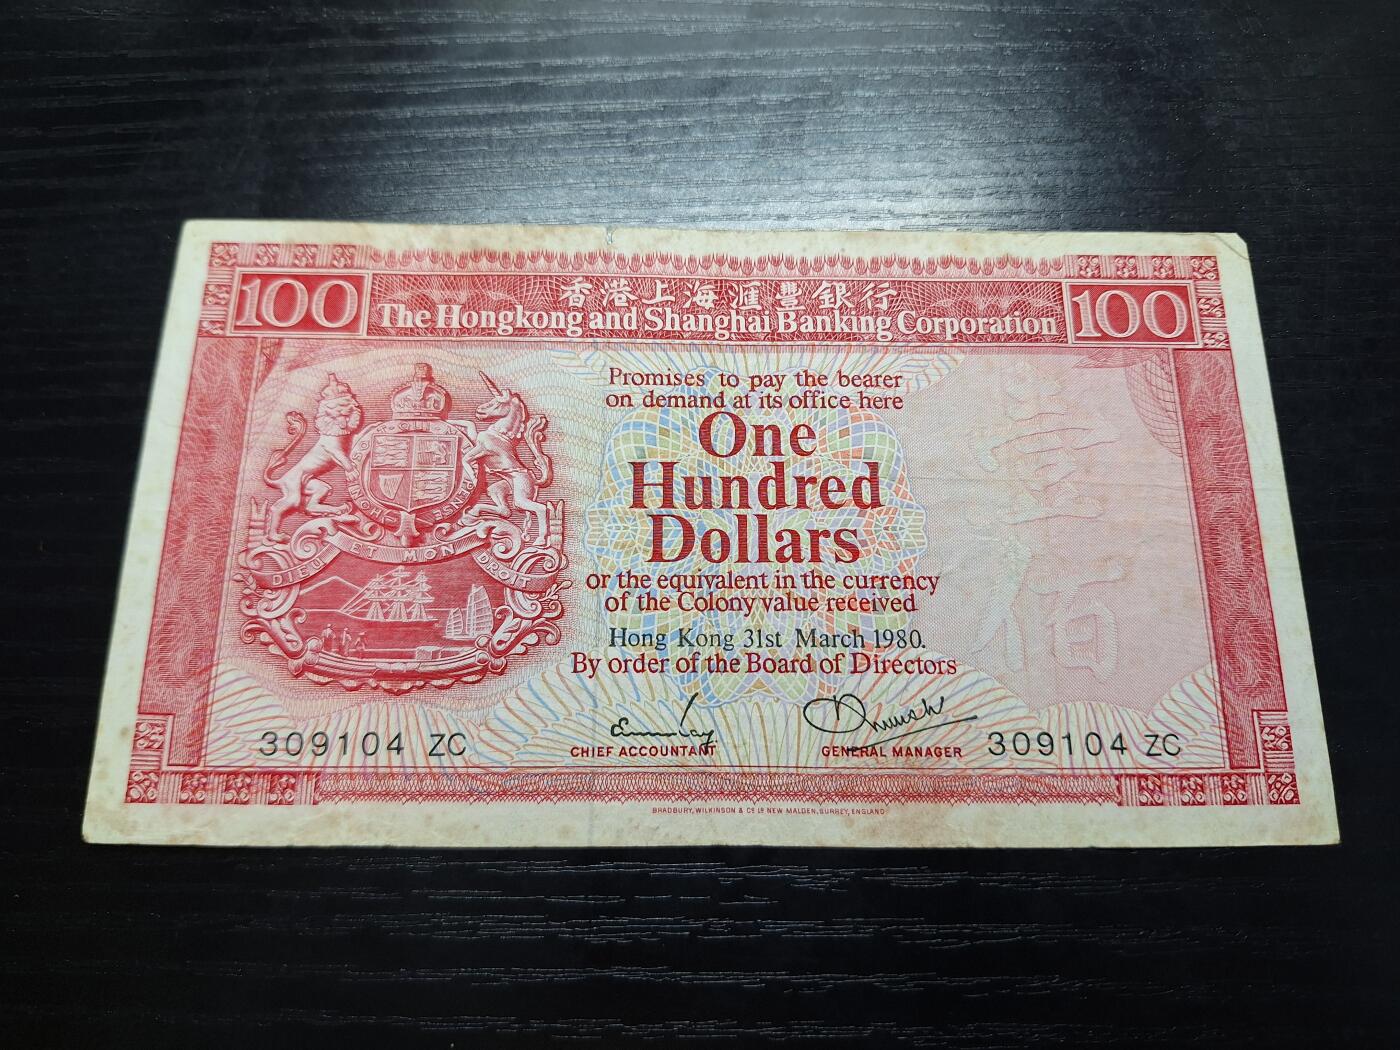 香港上海滙豐銀行
100 The Hongkong and Shanghai Banking Corporation 100
Promises to pay the bearer
on demand at its office here
One
Hundred
Dollars
or the equivalent in the currency
of the Colony value received
Hong Kong 31st March 1980.
By order of the Board of Directors
壹佰
DIEU ET MON DROIT
CHIEF ACCOUNTANT
GENERAL MANAGER
309104 ZC
309104 ZC
BRADBURY, WILKINSON & Co Ld NEW MALDEN, SURREY, ENGLAND